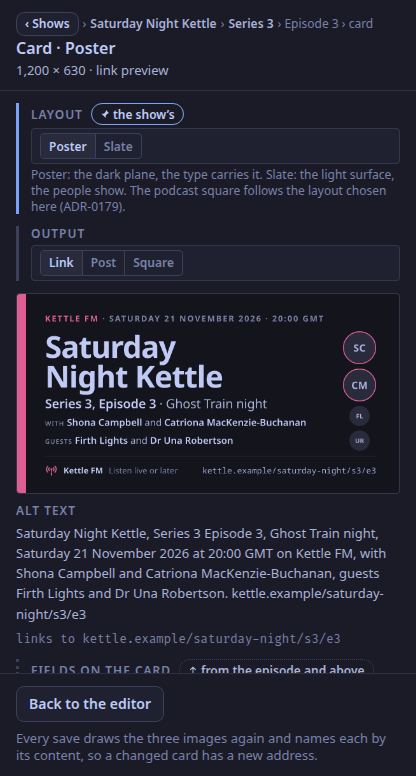 ‹ Shows › Saturday Night Kettle › Series 3 › Episode 3 › card
Card · Poster
1,200 × 630 · link preview
LAYOUT the show's
Poster Slate
Poster: the dark plane, the type carries it. Slate: the light surface,
the people show. The podcast square follows the layout chosen
here (ADR-0179).
OUTPUT
Link Post Square
KETTLE FM · SATURDAY 21 NOVEMBER 2026 · 20:00 GMT
Saturday
Night Kettle
Series 3, Episode 3 · Ghost Train night
WITH Shona Campbell and Catriona MacKenzie-Buchanan
GUESTS Firth Lights and Dr Una Robertson
SC
CM
FL
UR
Kettle FM Listen live or later kettle.example/saturday-night/s3/e3
ALT TEXT
Saturday Night Kettle, Series 3 Episode 3, Ghost Train night,
Saturday 21 November 2026 at 20:00 GMT on Kettle FM, with
Shona Campbell and Catriona MacKenzie-Buchanan, guests
Firth Lights and Dr Una Robertson. kettle.example/saturday-
night/s3/e3
links to kettle.example/saturday-night/s3/e3
FIELDS ON THE CARD ↑ from the episode and above
Back to the editor
Every save draws the three images again and names each by
its content, so a changed card has a new address.